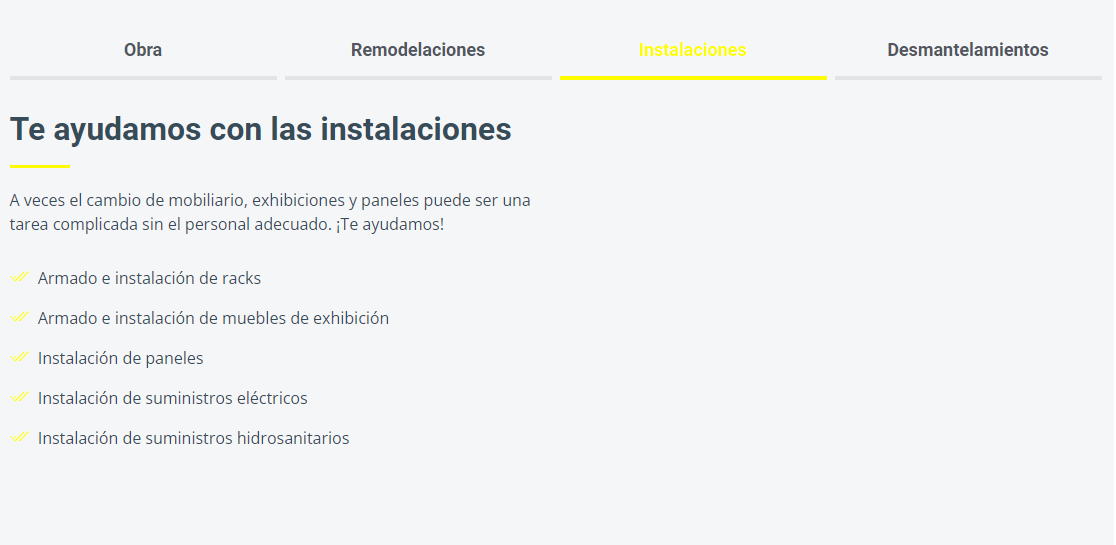 Obra
Remodelaciones
Instalaciones
Desmantelamientos
Te ayudamos con las instalaciones
A veces el cambio de mobiliario, exhibiciones y paneles puede ser una
tarea complicada sin el personal adecuado. ¡Te ayudamos!
Armado e instalación de racks
Armado e instalación de muebles de exhibición
Instalación de paneles
Instalación de suministros eléctricos
Instalación de suministros hidrosanitarios